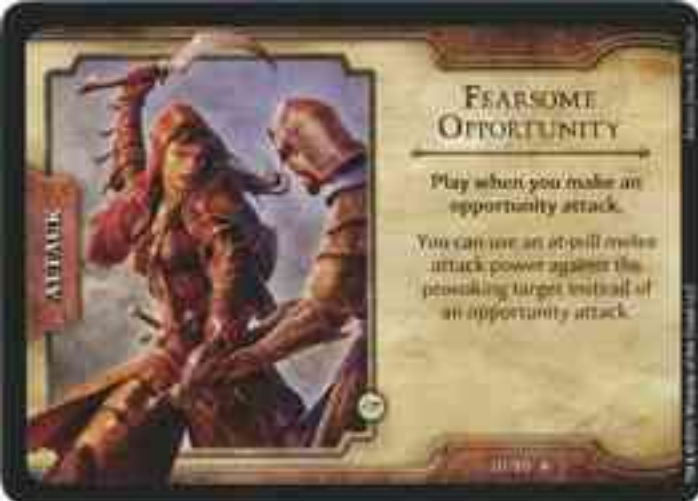 ATTACK
FEARSOME
OPPORTUNITY
Play when you make an
opportunity attack.
You can use an at-will melee
attack power against the
provoking target instead of
an opportunity attack.